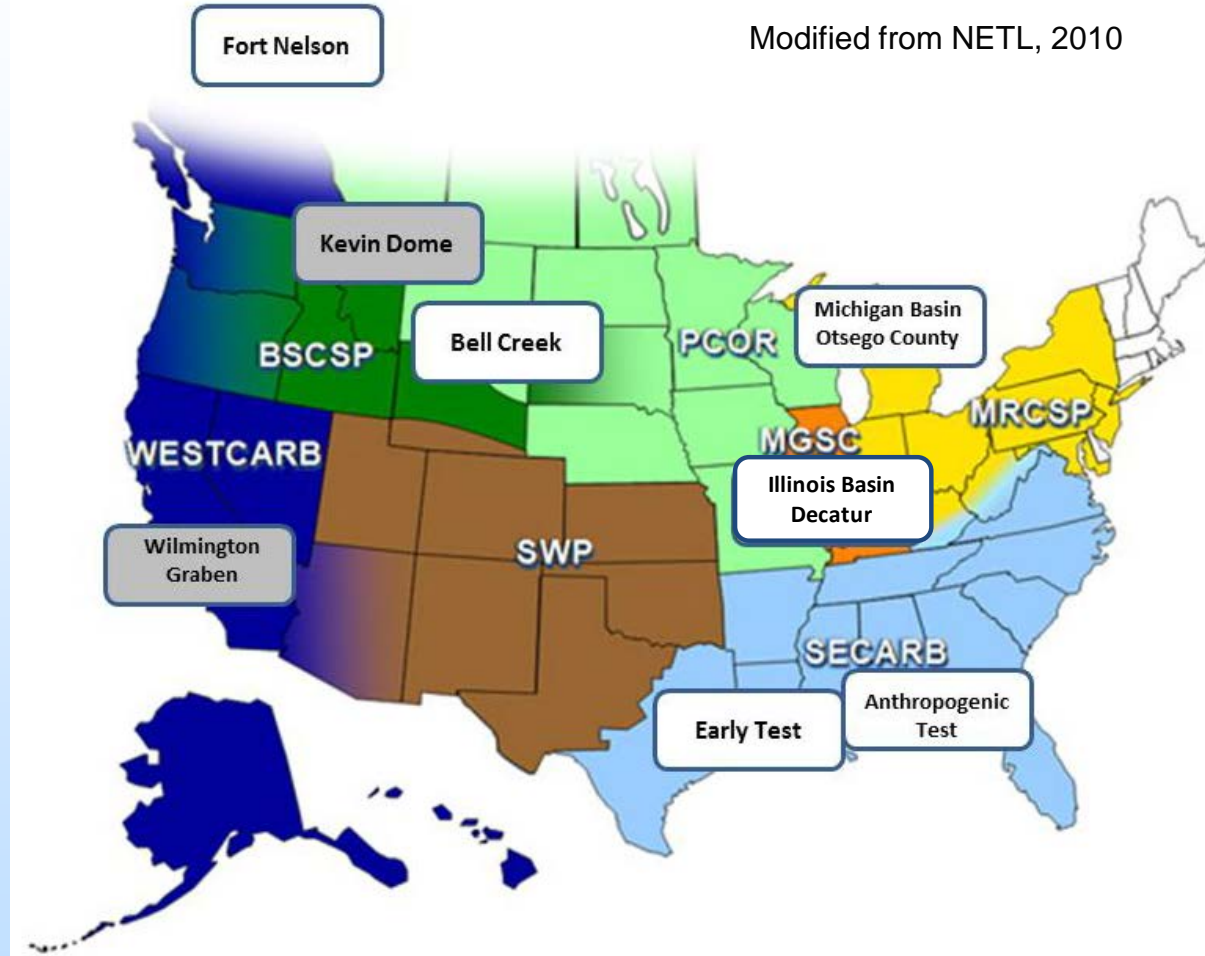 Fort Nelson
Modified from NETL, 2010
Kevin Dome
Michigan Basin
Otsego County
Bell Creek
PCOR
BSCSP
MRCSP
WESTCARB
MGSC
Illinois Basin
Decatur
Wilmington
Graben
SWP
SECARB
Anthropogenic
Test
Early Test